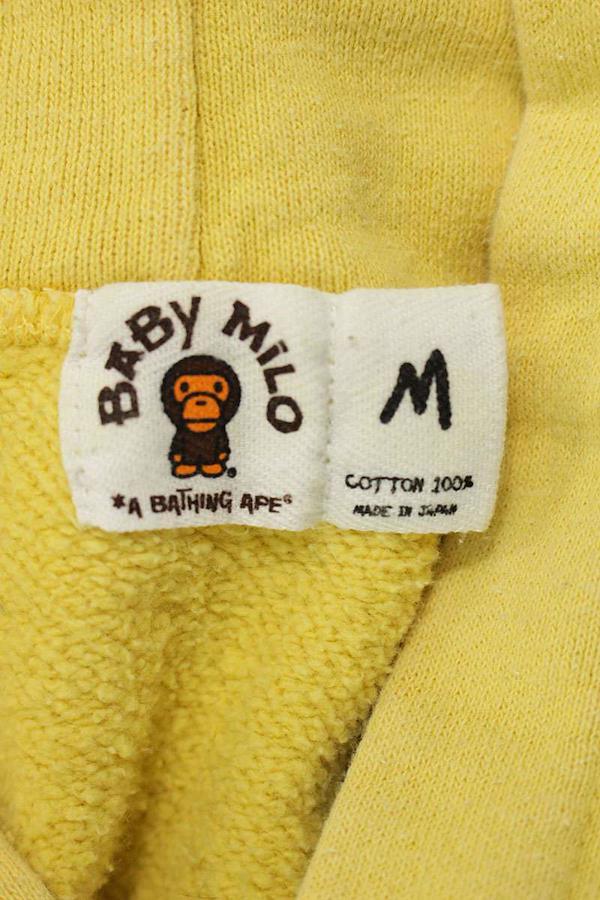 BABY MILO
*A BATHING APE®
M
COTTON 100%
MADE IN JAPAN